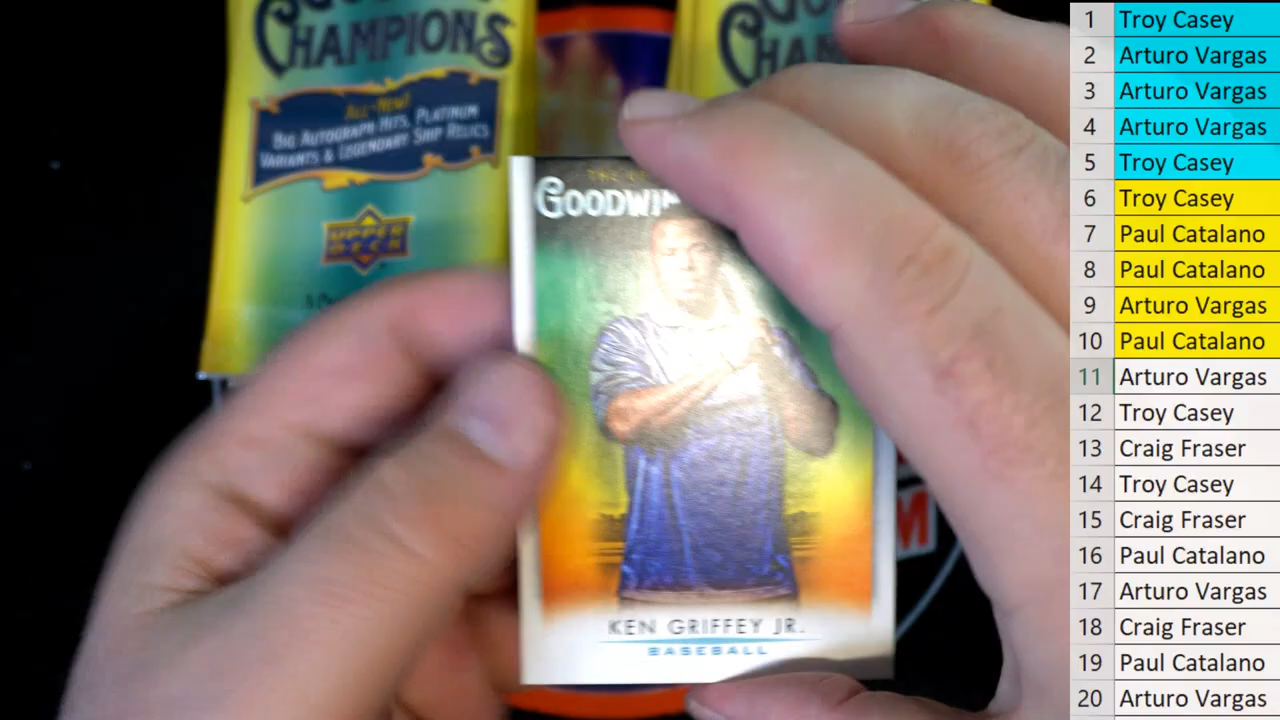 CHAMPIONS
ALL-NEW!
BIG AUTOGRAPH HITS, PLATINUM
VARIANTS & LEGENDARY SHIP RELICS
UPPER
DECK
CHAMPIONS
THE
GOODWIN
KEN GRIFFEY JR.
BASEBALL
M
1 Troy Casey
2 Arturo Vargas
3 Arturo Vargas
4 Arturo Vargas
5 Troy Casey
6 Troy Casey
7 Paul Catalano
8 Paul Catalano
9 Arturo Vargas
10 Paul Catalano
11 Arturo Vargas
12 Troy Casey
13 Craig Fraser
14 Troy Casey
15 Craig Fraser
16 Paul Catalano
17 Arturo Vargas
18 Craig Fraser
19 Paul Catalano
20 Arturo Vargas